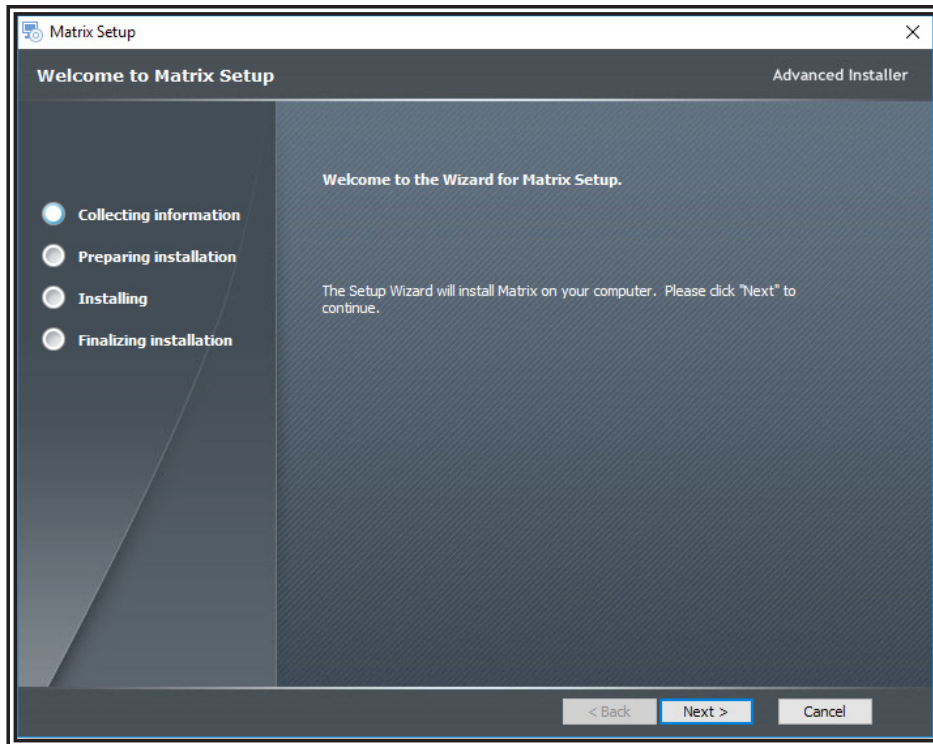 Matrix Setup
Welcome to Matrix Setup
Advanced Installer
Collecting information
Preparing installation
Installing
Finalizing installation
Welcome to the Wizard for Matrix Setup.
The Setup Wizard will install Matrix on your computer. Please click "Next" to
continue.
< Back
Next >
Cancel